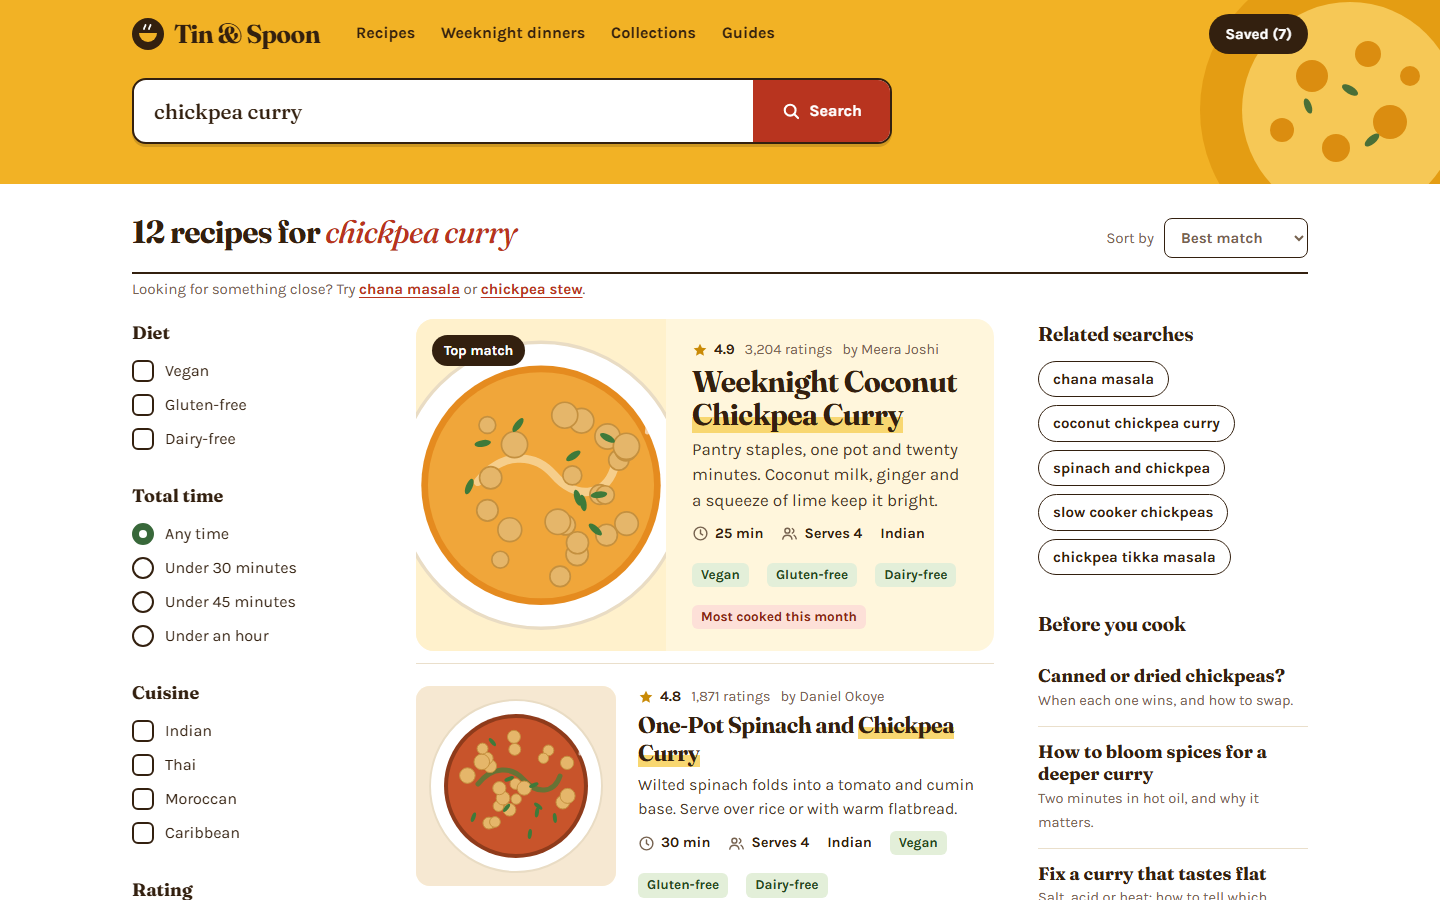 Tin & Spoon
Recipes
Weeknight dinners
Collections
Guides
Saved (7)
chickpea curry
Search
12 recipes for chickpea curry
Sort by
Best match
Looking for something close? Try chana masala or chickpea stew.
Diet
Vegan
Gluten-free
Dairy-free
Total time
Any time
Under 30 minutes
Under 45 minutes
Under an hour
Cuisine
Indian
Thai
Moroccan
Caribbean
Rating
Top match
4.9 3,204 ratings by Meera Joshi
Weeknight Coconut
Chickpea Curry
Pantry staples, one pot and twenty
minutes. Coconut milk, ginger and
a squeeze of lime keep it bright.
25 min Serves 4 Indian
Vegan Gluten-free Dairy-free
Most cooked this month
4.8 1,871 ratings by Daniel Okoye
One-Pot Spinach and Chickpea
Curry
Wilted spinach folds into a tomato and cumin
base. Serve over rice or with warm flatbread.
30 min Serves 4 Indian Vegan
Gluten-free Dairy-free
Related searches
chana masala
coconut chickpea curry
spinach and chickpea
slow cooker chickpeas
chickpea tikka masala
Before you cook
Canned or dried chickpeas?
When each one wins, and how to swap.
How to bloom spices for a
deeper curry
Two minutes in hot oil, and why it
matters.
Fix a curry that tastes flat
Salt, acid or heat: how to tell which